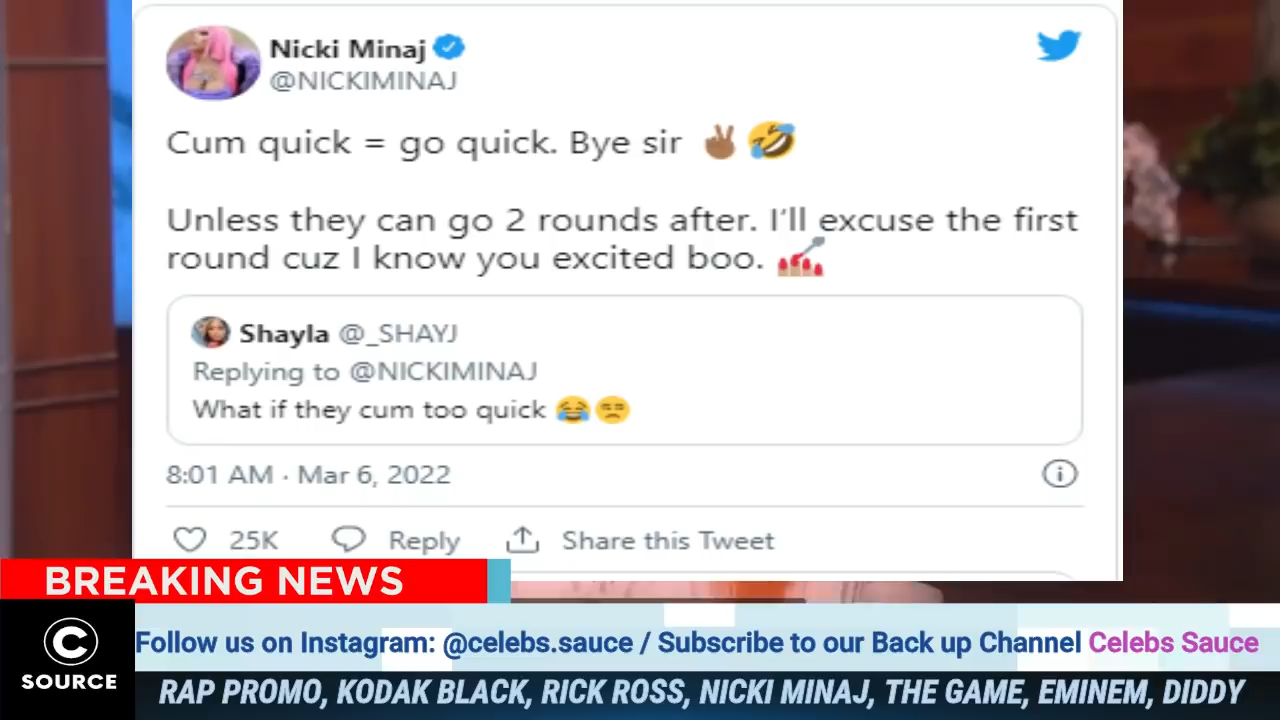 Nicki Minaj
@NICKIMINAJ
Cum quick = go quick. Bye sir ✌🏾🤣
Unless they can go 2 rounds after. I'll excuse the first
round cuz I know you excited boo. 💅
Shayla @_SHAYJ
Replying to @NICKIMINAJ
What if they cum too quick 😂😒
8:01 AM · Mar 6, 2022
25K Reply Share this Tweet
BREAKING NEWS
C
SOURCE
Follow us on Instagram: @celebs.sauce / Subscribe to our Back up Channel Celebs Sauce
RAP PROMO, KODAK BLACK, RICK ROSS, NICKI MINAJ, THE GAME, EMINEM, DIDDY